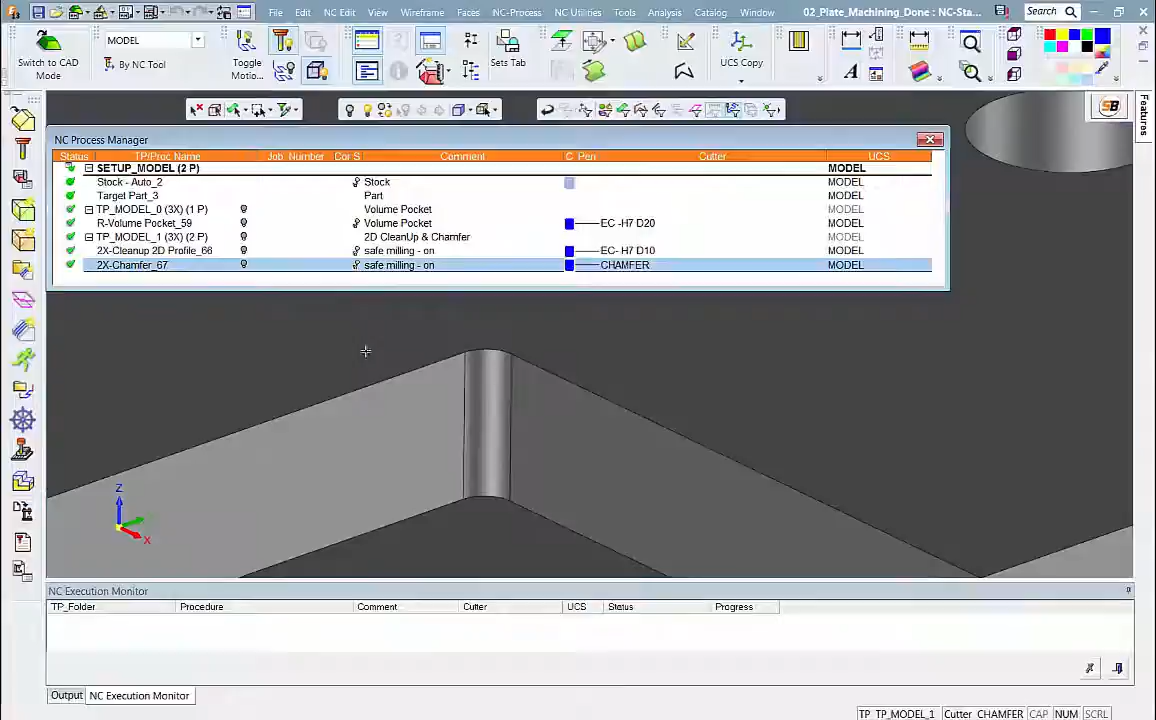 File Edit NC Edit View Wireframe Faces NC-Process NC Utilities Tools Analysis Catalog Window 02_Plate_Machining_Done : NC-Sta... Search
Switch to CAD Mode
MODEL
By NC Tool
Toggle Motion...
Sets Tab
UCS Copy
A
SB
Features
NC Process Manager
Status TP/Proc Name Job Number Cor S Comment C Pen Cutter UCS
SETUP_MODEL (2 P) MODEL
Stock - Auto_2 Stock MODEL
Target Part_3 Part MODEL
TP_MODEL_0 (3X) (1 P) Volume Pocket MODEL
R-Volume Pocket_59 Volume Pocket EC -H7 D20 MODEL
TP_MODEL_1 (3X) (2 P) 2D CleanUp & Chamfer MODEL
2X-Cleanup 2D Profile_66 safe milling - on EC- H7 D10 MODEL
2X-Chamfer_67 safe milling - on CHAMFER MODEL
Z
X
NC Execution Monitor
TP_Folder Procedure Comment Cutter UCS Status Progress
Output NC Execution Monitor
TP TP_MODEL_1 Cutter CHAMFER CAP NUM SCRL